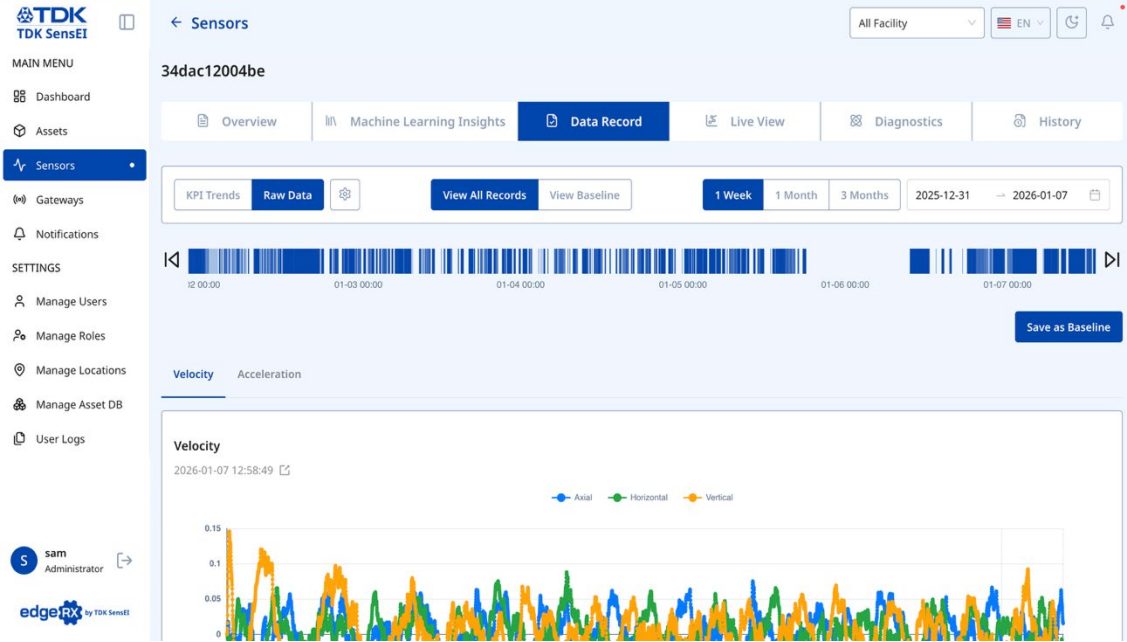 TDK
TDK SensEI
MAIN MENU
Dashboard
Assets
Sensors
Gateways
Notifications
SETTINGS
Manage Users
Manage Roles
Manage Locations
Manage Asset DB
User Logs
S
sam
Administrator
edgeRX by TDK SensEI
← Sensors
All Facility
EN
34dac12004be
Overview
Machine Learning Insights
Data Record
Live View
Diagnostics
History
KPI Trends
Raw Data
View All Records
View Baseline
1 Week
1 Month
3 Months
2025-12-31 → 2026-01-07
12 00:00
01-03 00:00
01-04 00:00
01-05 00:00
01-06 00:00
01-07 00:00
Save as Baseline
Velocity
Acceleration
Velocity
2026-01-07 12:58:49
Axial
Horizontal
Vertical
0.15
0.1
0.05
0